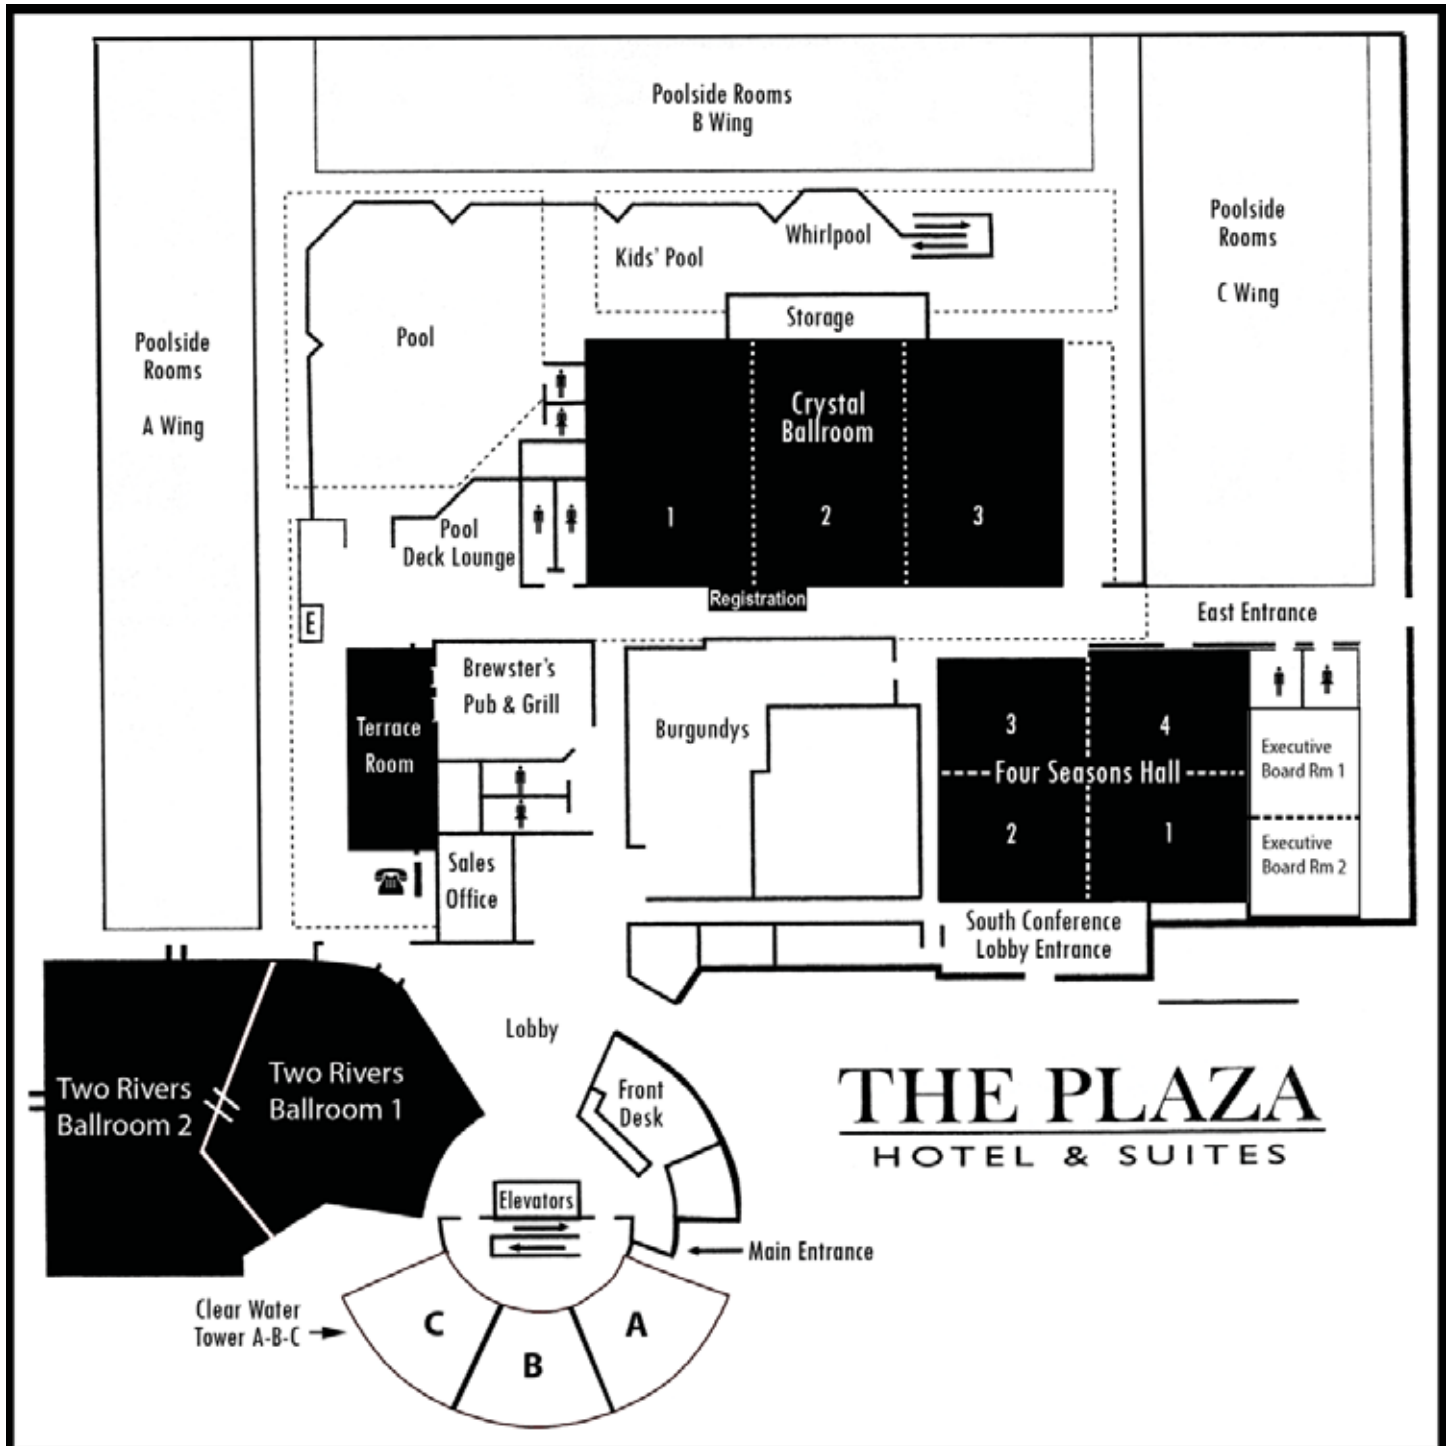 Poolside Rooms
B Wing
Poolside
Rooms
C Wing
Whirlpool
Kids' Pool
Storage
Pool
Poolside
Rooms
A Wing
Crystal
Ballroom
1
2
3
Pool
Deck Lounge
Registration
East Entrance
E
Brewster's
Pub & Grill
Terrace
Room
Burgundys
3
4
Four Seasons Hall
2
1
Executive
Board Rm 1
Executive
Board Rm 2
Sales
Office
South Conference
Lobby Entrance
Lobby
Two Rivers
Ballroom 2
Two Rivers
Ballroom 1
Front
Desk
THE PLAZA
HOTEL & SUITES
Elevators
Main Entrance
Clear Water
Tower A-B-C
C
B
A